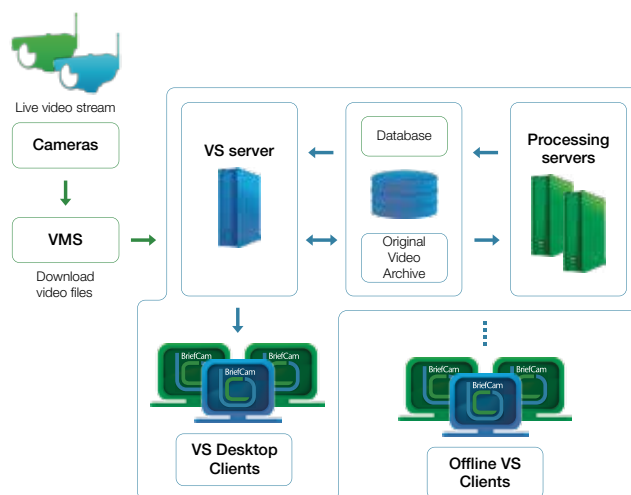 Live video stream
Cameras
VMS
Download
video files
VS server
Database
Original
Video
Archive
Processing
servers
BriefCam
BriefCam
BriefCam
VS Desktop
Clients
BriefCam
BriefCam
BriefCam
Offline VS
Clients